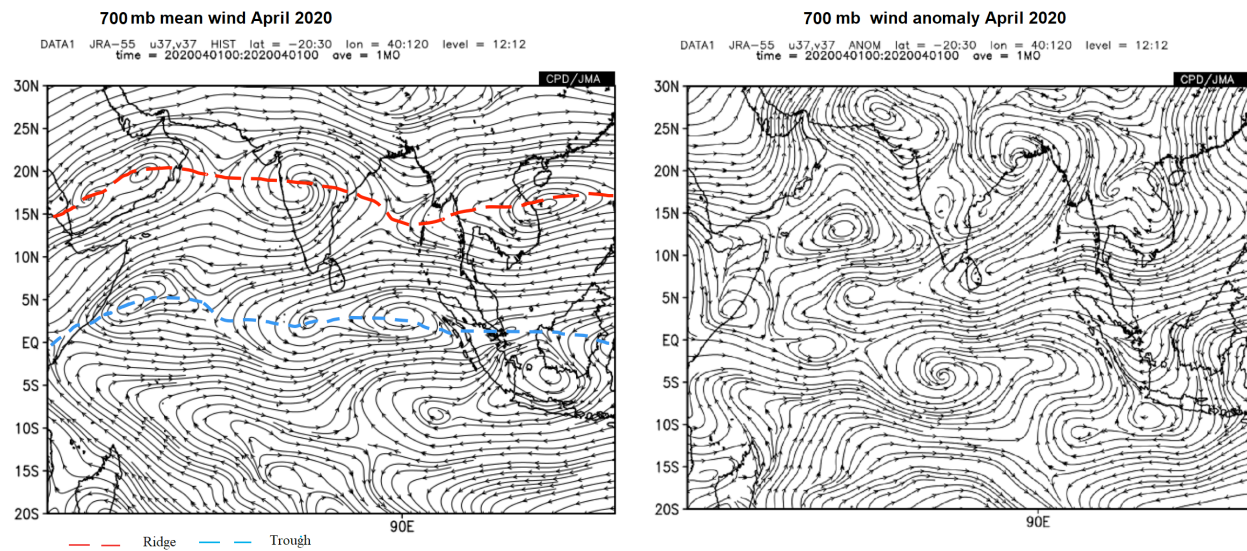 700 mb mean wind April 2020
DATA1 JRA-55 u37,v37 HIST lat = -20:30 lon = 40:120 level = 12:12
time = 2020040100:2020040100 ave = 1MO
CPD/JMA
30N
25N
20N
15N
10N
5N
EQ
5S
10S
15S
20S
90E
Ridge
Trough
700 mb wind anomaly April 2020
DATA1 JRA-55 u37,v37 ANOM lat = -20:30 lon = 40:120 level = 12:12
time = 2020040100:2020040100 ave = 1MO
CPD/JMA
30N
25N
20N
15N
10N
5N
EQ
5S
10S
15S
20S
90E